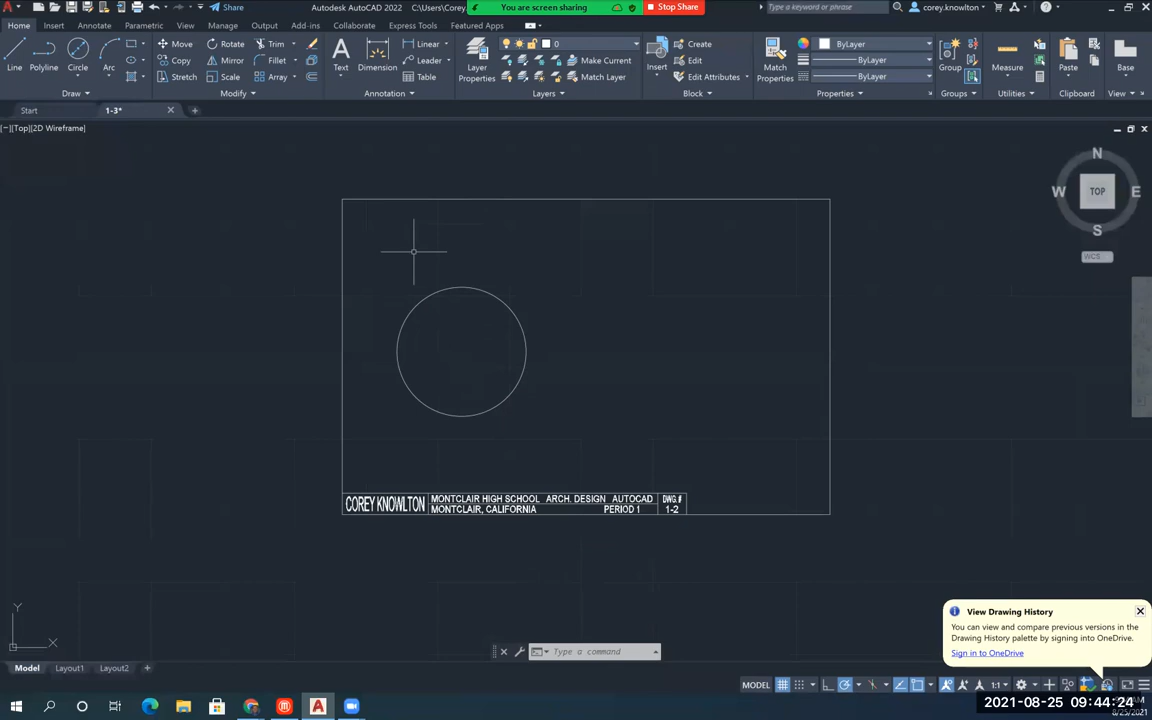 Share
Autodesk AutoCAD 2022
C:\Users\Corey.
You are screen sharing
Stop Share
Type a keyword or phrase
corey.knowlton
Home Insert Annotate Parametric View Manage Output Add-ins Collaborate Express Tools Featured Apps
Line Polyline Circle Arc
Move Rotate Trim
Copy Mirror Fillet
Stretch Scale Array
Text Dimension
Linear
Leader
Table
Layer Properties
0
Make Current
Match Layer
Insert
Create
Edit
Edit Attributes
Match Properties
ByLayer
ByLayer
ByLayer
Group
Measure
Paste
Base
Draw Modify Annotation Layers Block Properties Groups Utilities Clipboard View
Start 1-3*
[−][Top][2D Wireframe]
N
W TOP E
S
WCS
COREY KNOWLTON
MONTCLAIR HIGH SCHOOL ARCH. DESIGN AUTOCAD
MONTCLAIR, CALIFORNIA PERIOD 1
DWG.#
1-2
View Drawing History
You can view and compare previous versions in the
Drawing History palette by signing into OneDrive.
Sign in to OneDrive
Y
X
Type a command
Model Layout1 Layout2
MODEL
1:1
2021-08-25 09:44:24
8/25/2021